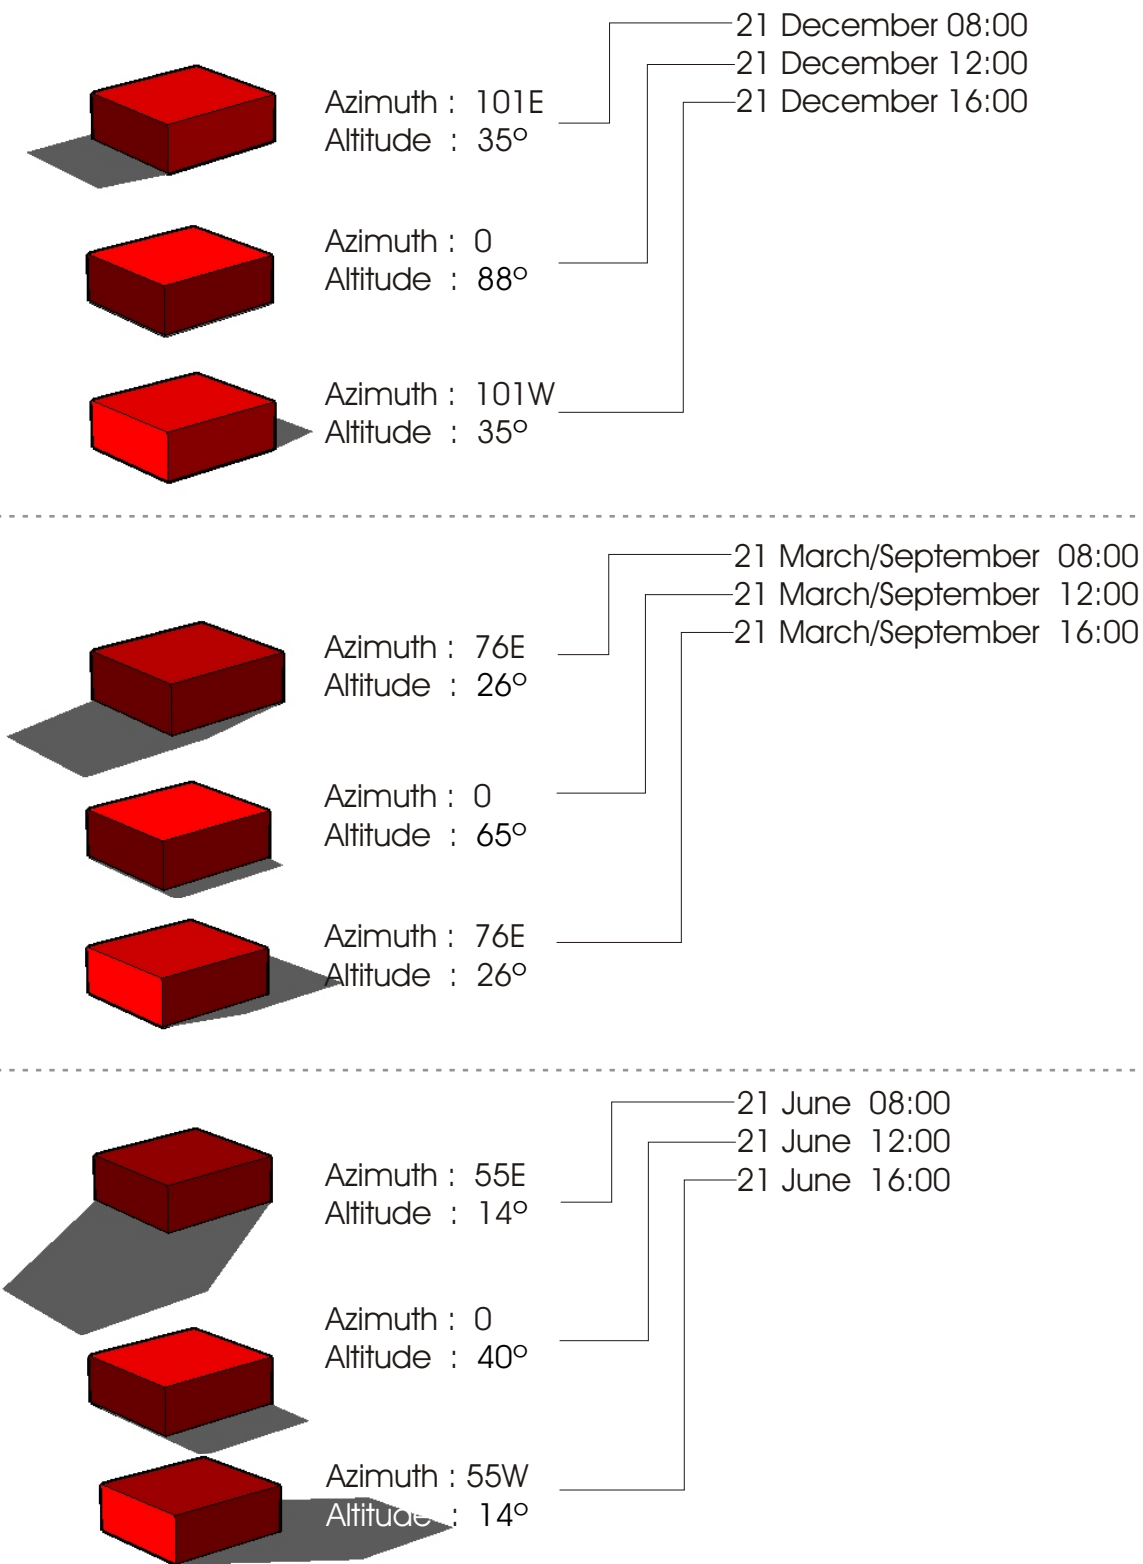 21 December 08:00
21 December 12:00
21 December 16:00
Azimuth : 101E
Altitude : 35°
Azimuth : 0
Altitude : 88°
Azimuth : 101W
Altitude : 35°
21 March/September 08:00
21 March/September 12:00
21 March/September 16:00
Azimuth : 76E
Altitude : 26°
Azimuth : 0
Altitude : 65°
Azimuth : 76E
Altitude : 26°
21 June 08:00
21 June 12:00
21 June 16:00
Azimuth : 55E
Altitude : 14°
Azimuth : 0
Altitude : 40°
Azimuth : 55W
Altitude : 14°